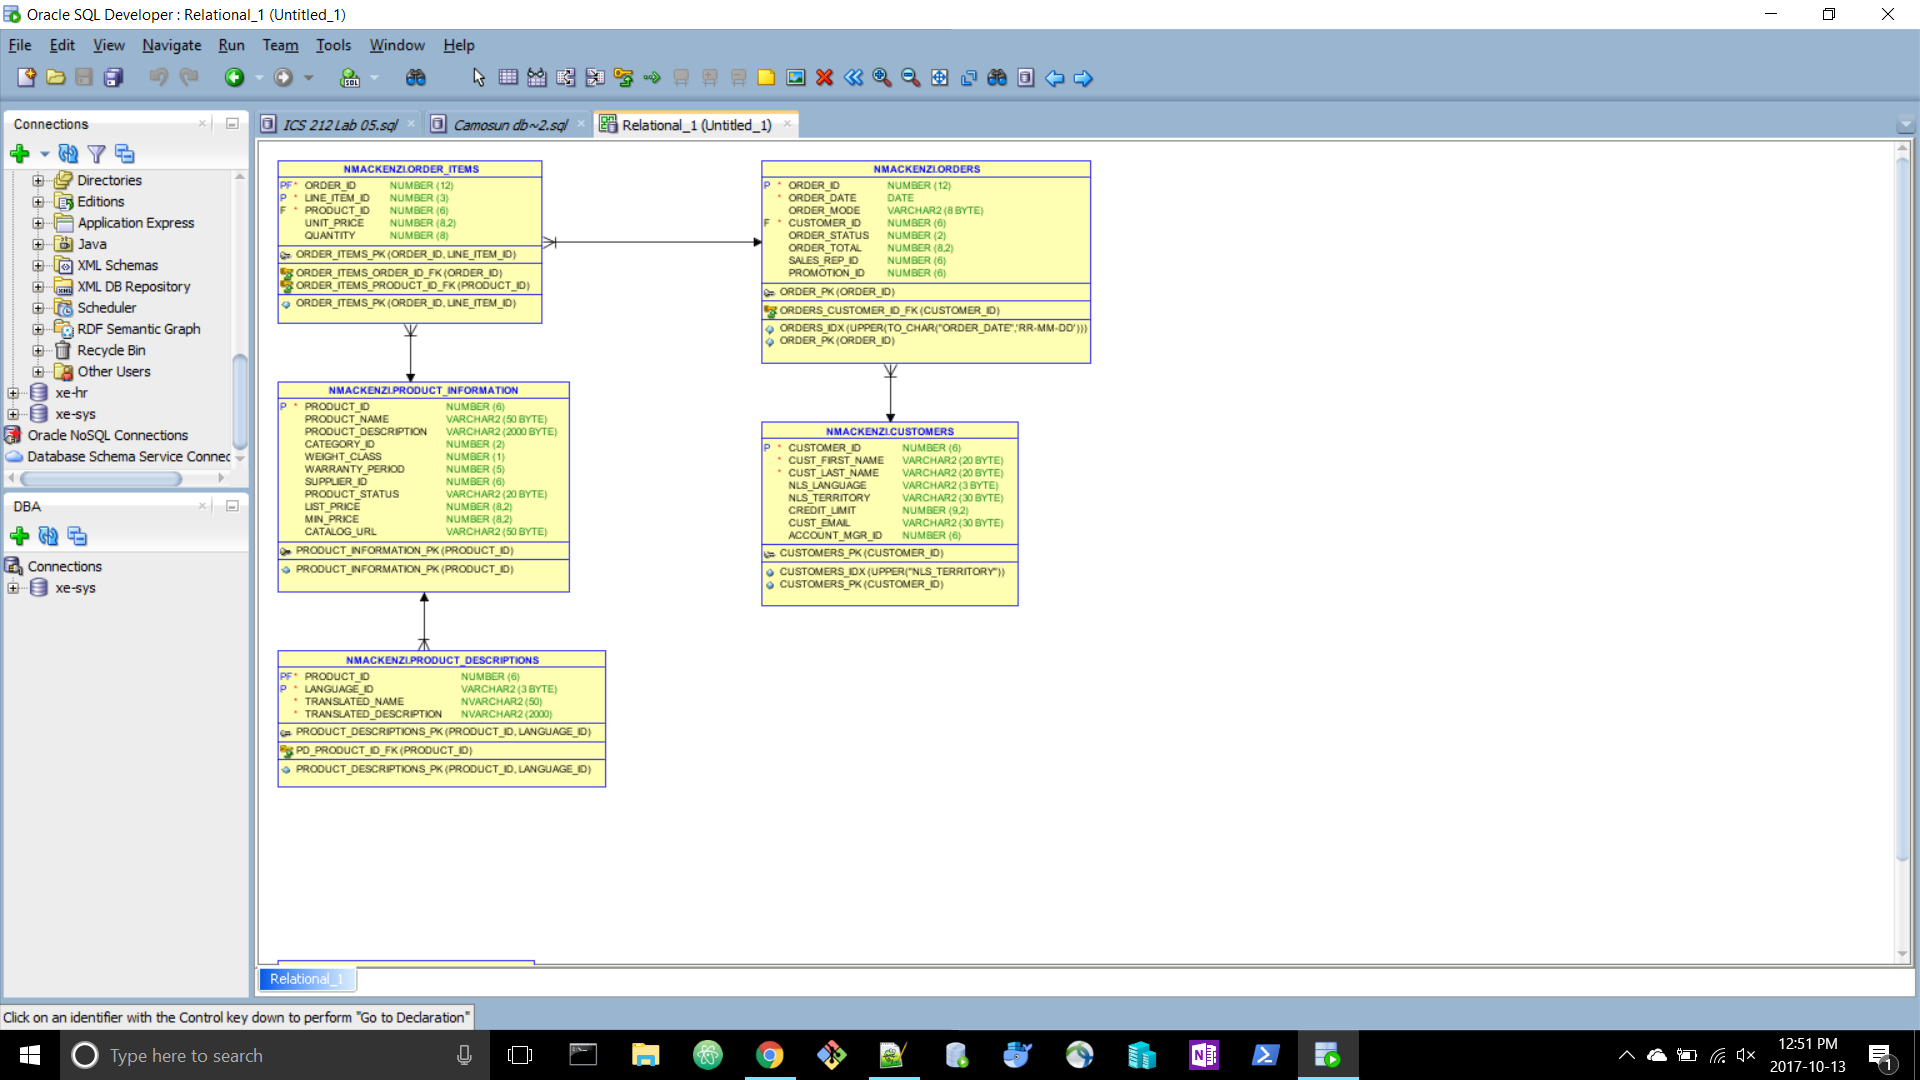 Oracle SQL Developer : Relational_1 (Untitled_1)
File Edit View Navigate Run Team Tools Window Help
Connections
Directories
Editions
Application Express
Java
XML Schemas
XML DB Repository
Scheduler
RDF Semantic Graph
Recycle Bin
Other Users
xe-hr
xe-sys
Oracle NoSQL Connections
Database Schema Service Connec
DBA
Connections
xe-sys
ICS 212 Lab 05.sql
Camosun db~2.sql
Relational_1 (Untitled_1)
NMACKENZI.ORDER_ITEMS
PF* ORDER_ID NUMBER (12)
P * LINE_ITEM_ID NUMBER (3)
F * PRODUCT_ID NUMBER (6)
UNIT_PRICE NUMBER (8,2)
QUANTITY NUMBER (8)
ORDER_ITEMS_PK (ORDER_ID, LINE_ITEM_ID)
ORDER_ITEMS_ORDER_ID_FK (ORDER_ID)
ORDER_ITEMS_PRODUCT_ID_FK (PRODUCT_ID)
ORDER_ITEMS_PK (ORDER_ID, LINE_ITEM_ID)
NMACKENZI.ORDERS
P * ORDER_ID NUMBER (12)
* ORDER_DATE DATE
ORDER_MODE VARCHAR2 (8 BYTE)
F * CUSTOMER_ID NUMBER (6)
ORDER_STATUS NUMBER (2)
ORDER_TOTAL NUMBER (8,2)
SALES_REP_ID NUMBER (6)
PROMOTION_ID NUMBER (6)
ORDER_PK (ORDER_ID)
ORDERS_CUSTOMER_ID_FK (CUSTOMER_ID)
ORDERS_IDX (UPPER(TO_CHAR("ORDER_DATE",'RR-MM-DD')))
ORDER_PK (ORDER_ID)
NMACKENZI.PRODUCT_INFORMATION
P * PRODUCT_ID NUMBER (6)
PRODUCT_NAME VARCHAR2 (50 BYTE)
PRODUCT_DESCRIPTION VARCHAR2 (2000 BYTE)
CATEGORY_ID NUMBER (2)
WEIGHT_CLASS NUMBER (1)
WARRANTY_PERIOD NUMBER (5)
SUPPLIER_ID NUMBER (6)
PRODUCT_STATUS VARCHAR2 (20 BYTE)
LIST_PRICE NUMBER (8,2)
MIN_PRICE NUMBER (8,2)
CATALOG_URL VARCHAR2 (50 BYTE)
PRODUCT_INFORMATION_PK (PRODUCT_ID)
PRODUCT_INFORMATION_PK (PRODUCT_ID)
NMACKENZI.CUSTOMERS
P * CUSTOMER_ID NUMBER (6)
* CUST_FIRST_NAME VARCHAR2 (20 BYTE)
* CUST_LAST_NAME VARCHAR2 (20 BYTE)
NLS_LANGUAGE VARCHAR2 (3 BYTE)
NLS_TERRITORY VARCHAR2 (30 BYTE)
CREDIT_LIMIT NUMBER (9,2)
CUST_EMAIL VARCHAR2 (30 BYTE)
ACCOUNT_MGR_ID NUMBER (6)
CUSTOMERS_PK (CUSTOMER_ID)
CUSTOMERS_IDX (UPPER("NLS_TERRITORY"))
CUSTOMERS_PK (CUSTOMER_ID)
NMACKENZI.PRODUCT_DESCRIPTIONS
PF* PRODUCT_ID NUMBER (6)
P * LANGUAGE_ID VARCHAR2 (3 BYTE)
* TRANSLATED_NAME NVARCHAR2 (50)
* TRANSLATED_DESCRIPTION NVARCHAR2 (2000)
PRODUCT_DESCRIPTIONS_PK (PRODUCT_ID, LANGUAGE_ID)
PD_PRODUCT_ID_FK (PRODUCT_ID)
PRODUCT_DESCRIPTIONS_PK (PRODUCT_ID, LANGUAGE_ID)
Relational_1
Click on an identifier with the Control key down to perform "Go to Declaration"
Type here to search
12:51 PM
2017-10-13
1